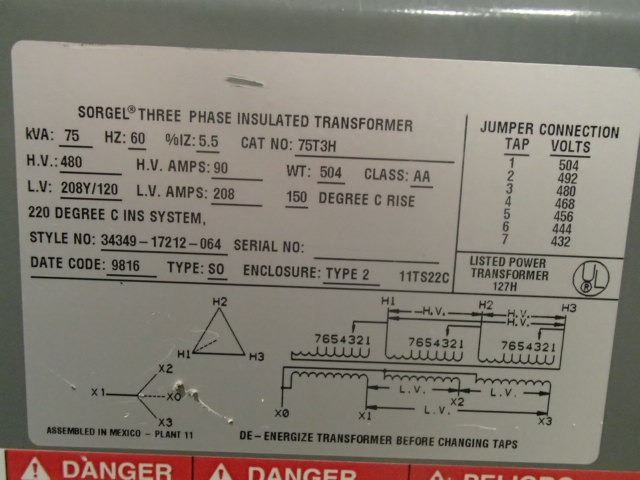 SORGEL® THREE PHASE INSULATED TRANSFORMER
kVA: 75 HZ: 60 %IZ: 5.5 CAT NO: 75T3H
H.V.: 480 H.V. AMPS: 90 WT: 504 CLASS: AA
L.V: 208Y/120 L.V. AMPS: 208 150 DEGREE C RISE
220 DEGREE C INS SYSTEM,
STYLE NO: 34349-17212-064 SERIAL NO:
DATE CODE: 9816 TYPE: SO ENCLOSURE: TYPE 2 11TS22C
JUMPER CONNECTION
TAP VOLTS
1 504
2 492
3 480
4 468
5 456
6 444
7 432
LISTED POWER
TRANSFORMER
127H
UL®
H2
H1 H3
X2
X1 X0
X3
H1 H2 H3
H.V. H.V.
H.V.
7654321 7654321 7654321
L.V. L.V.
X0 X1 X2 X3
L.V.
ASSEMBLED IN MEXICO - PLANT 11
DE-ENERGIZE TRANSFORMER BEFORE CHANGING TAPS
DANGER DANGER PELIGRO